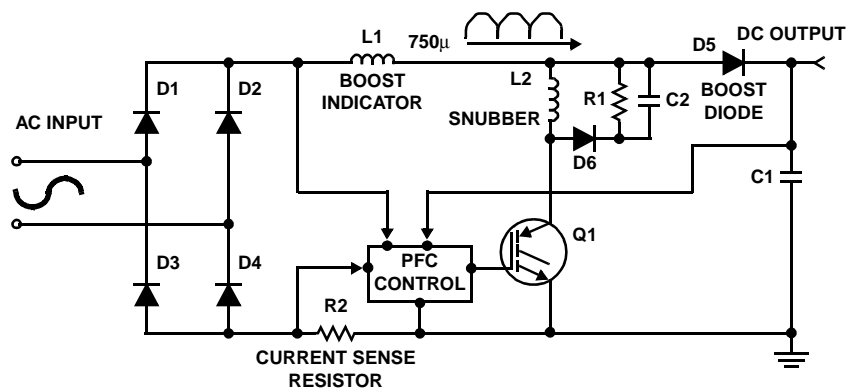 DC OUTPUT
L1
750µ
D5
D1
D2
BOOST
INDICATOR
L2
R1
C2
BOOST
DIODE
SNUBBER
AC INPUT
D6
C1
Q1
PFC
CONTROL
D3
D4
R2
CURRENT SENSE
RESISTOR